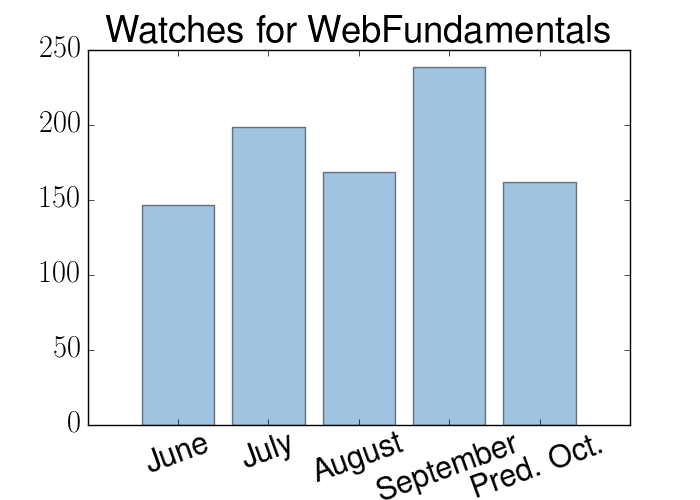 Watches for WebFundamentals
250
200
150
100
50
0
June
July
August
September
Pred. Oct.